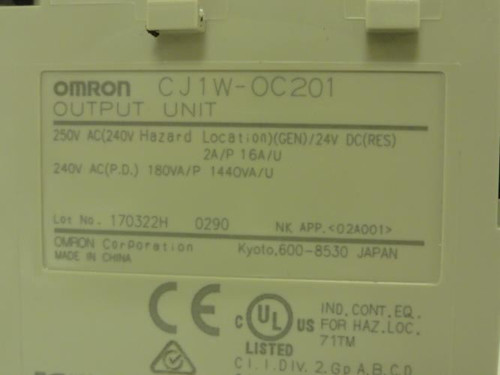 OMRON CJ1W-OC201
OUTPUT UNIT
250V AC(240V Hazard Location)(GEN)/24V DC(RES)
2A/P 16A/U
240V AC(P.D.) 180VA/P 1440VA/U
Lot No. 170322H 0290 NK APP.<02A001>
OMRON Corporation Kyoto,600-8530 JAPAN
MADE IN CHINA
CE
C UL US
LISTED
IND. CONT. EQ.
FOR HAZ. LOC.
71TM
Cl. I, Div. 2, Gp A, B, C, D